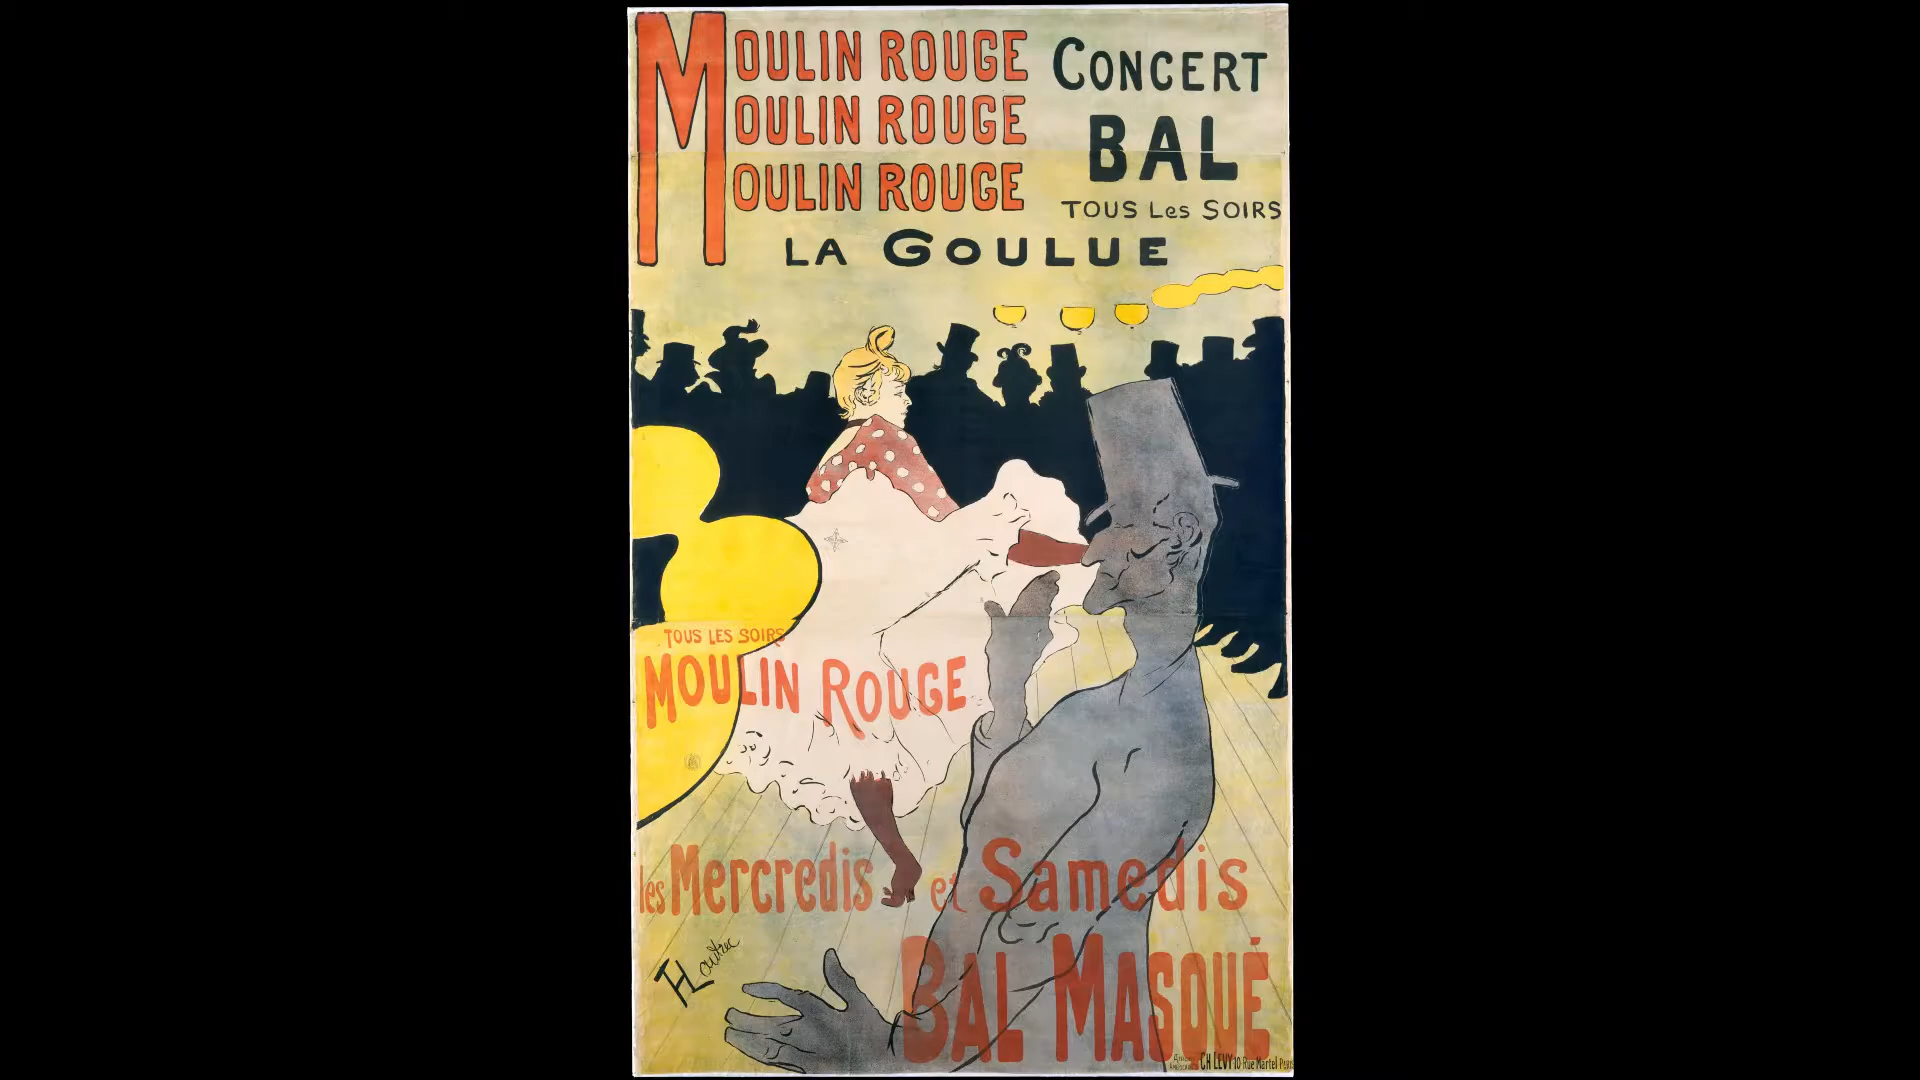 MOULIN ROUGE
MOULIN ROUGE
MOULIN ROUGE
CONCERT
BAL
TOUS Les SOIRS
LA GOULUE
TOUS LES SOIRS
MOULIN ROUGE
les Mercredis et Samedis
BAL MASQUÉ
HTLautrec
CH LEVY 10 Rue Martel Paris